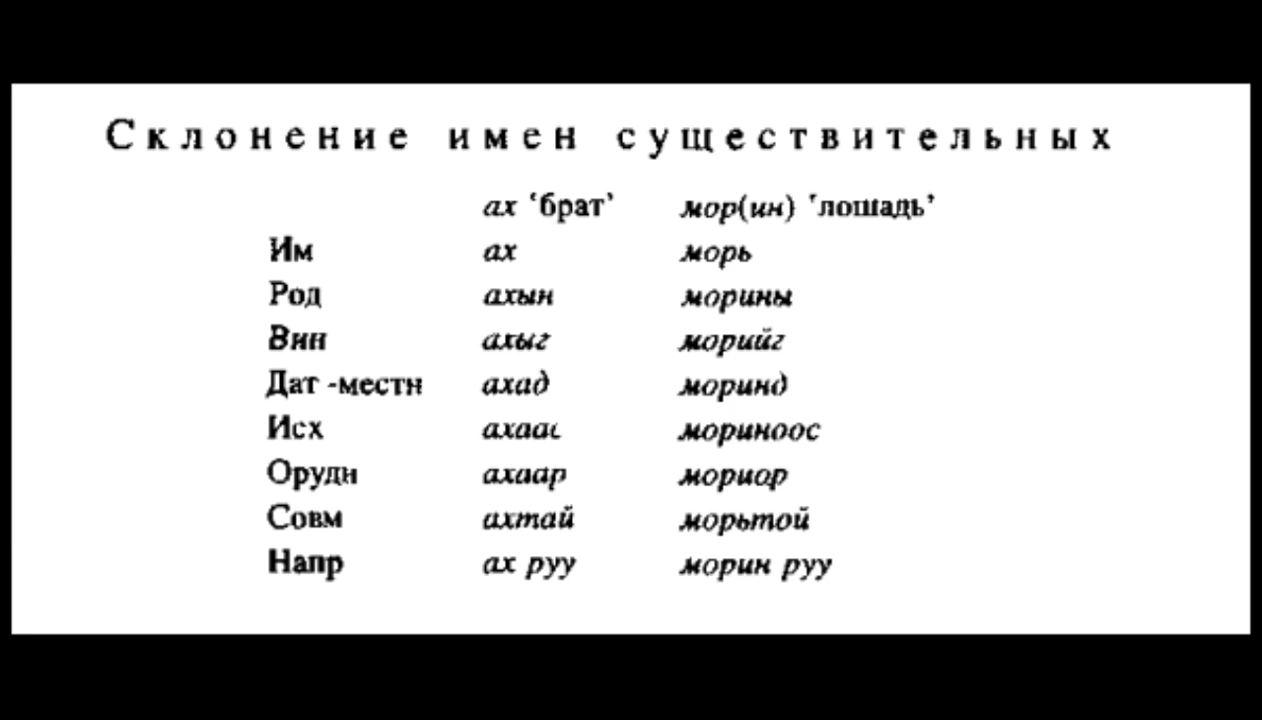 Склонение имен существительных
ах ‘брат’ мор(ин) ‘лошадь’
Им ах морь
Род ахын морины
Вин ахыг морийг
Дат -местн ахад моринд
Исх ахаас мориноос
Орудн ахаар мориор
Совм ахтай морьтой
Напр ах руу морин руу